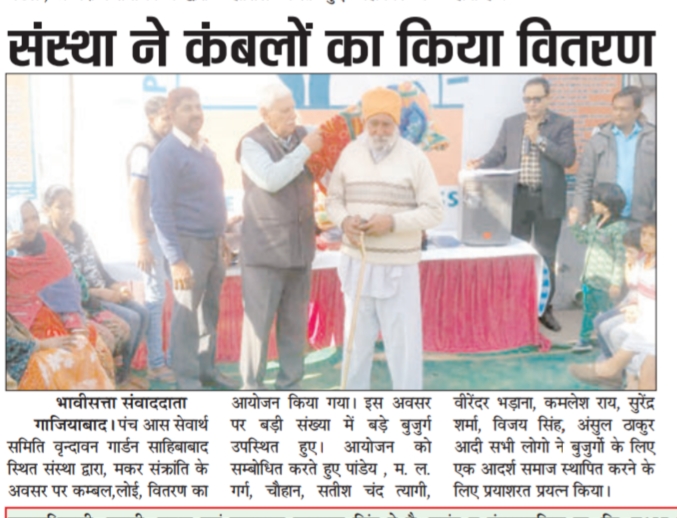 संस्था ने कंबलों का किया वितरण
भावीसत्ता संवाददाता
गाजियाबाद। पंच आस सेवार्थ
समिति वृन्दावन गार्डन साहिबाबाद
स्थित संस्था द्वारा, मकर संक्रांति के
अवसर पर कम्बल,लोई, वितरण का
आयोजन किया गया। इस अवसर
पर बड़ी संख्या में बड़े बुजुर्ग
उपस्थित हुए। आयोजन को
सम्बोधित करते हुए पांडेय , म. ल.
गर्ग, चौहान, सतीश चंद त्यागी,
वीरेंदर भड़ाना, कमलेश राय, सुरेंद्र
शर्मा, विजय सिंह, अंसुल ठाकुर
आदी सभी लोगो ने बुजुर्गो के लिए
एक आदर्श समाज स्थापित करने के
लिए प्रयाशरत प्रयत्न किया।